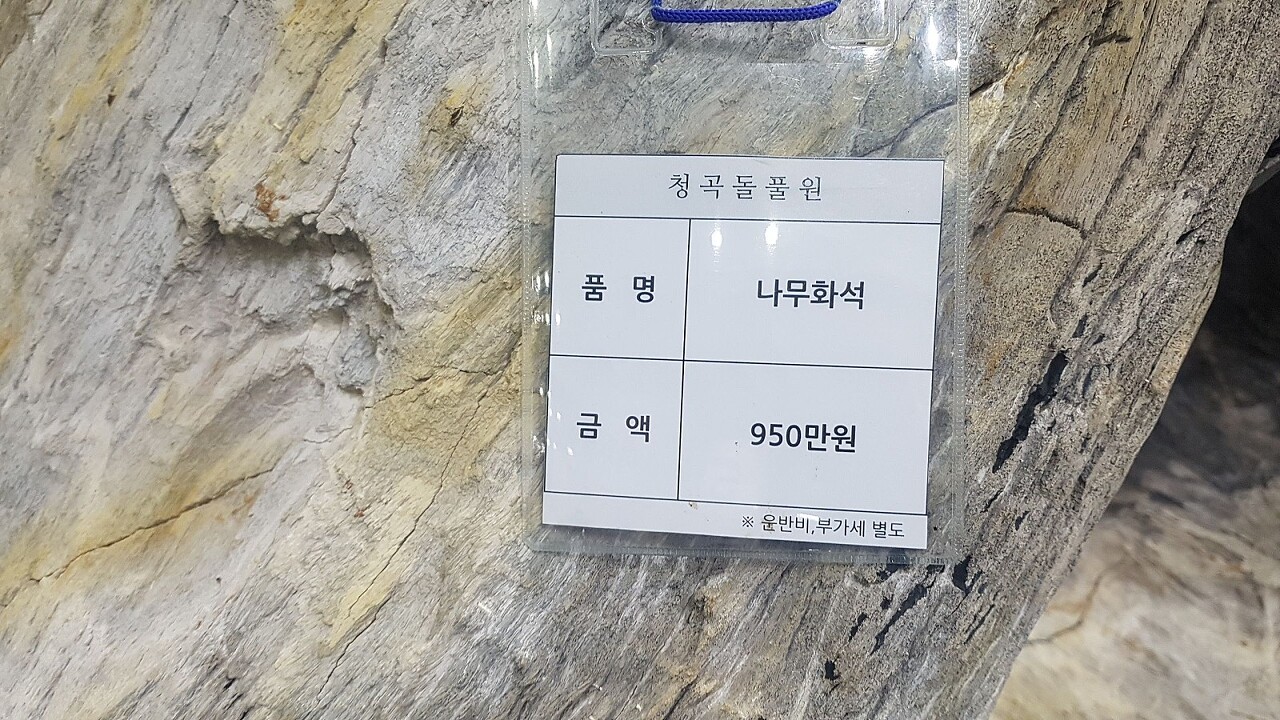 청곡돌풀원
품 명 나무화석
금 액 950만원
※ 운반비,부가세 별도